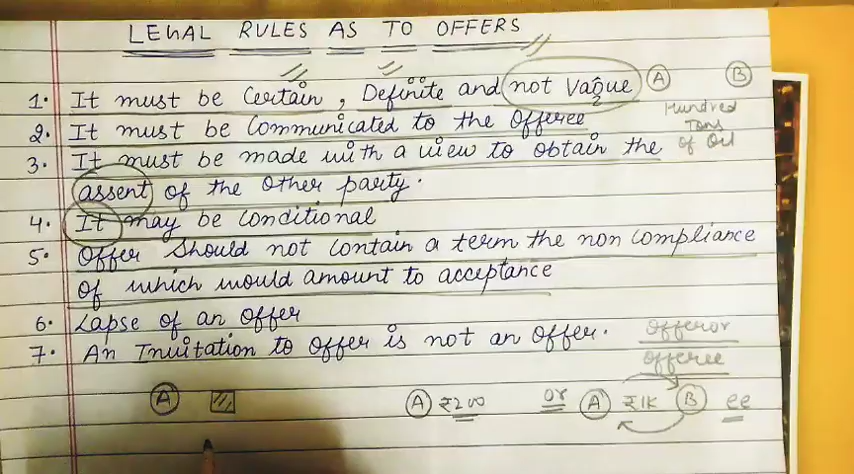 LEGAL RULES AS TO OFFERS
1. It must be Certain, Definite and not Vague A B
Hundred
Tons
of Oil
2. It must be Communicated to the Offeree
3. It must be made with a view to obtain the
assent of the Other party.
4. It may be Conditional
5. Offer Should not Contain a term the non Compliance
of which would amount to acceptance
6. Lapse of an Offer
7. An Invitation to Offer is not an Offer.
Offeror
Offeree
A A ₹200 or A ₹1K B ee